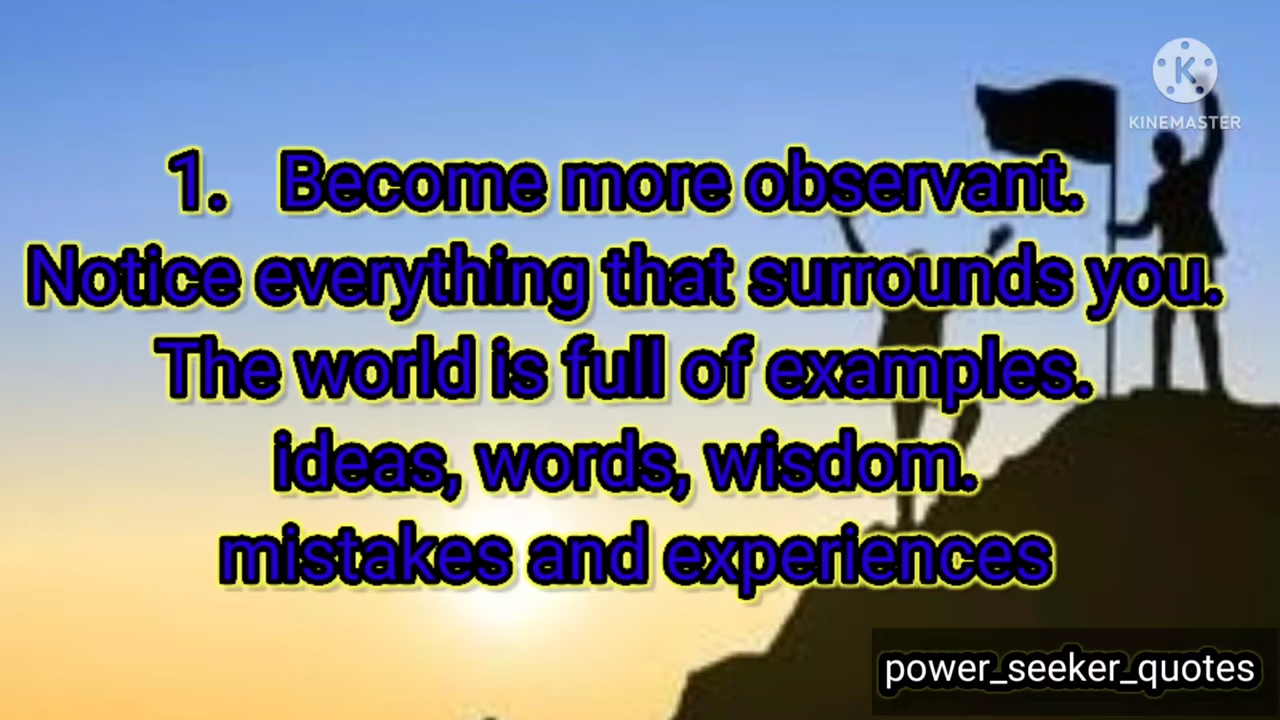 KINEMASTER
1. Become more observant.
Notice everything that surrounds you.
The world is full of examples.
ideas, words, wisdom.
mistakes and experiences
power_seeker_quotes